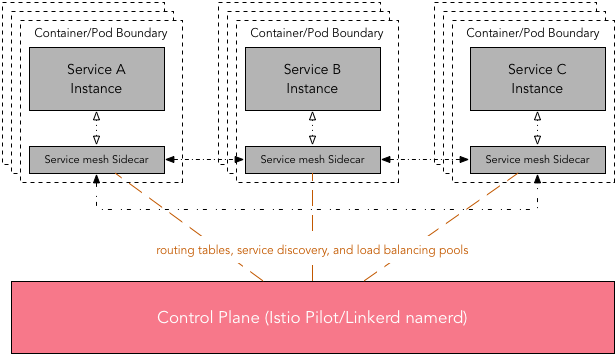 Container/Pod Boundary
Service A
Instance
Service mesh Sidecar
Container/Pod Boundary
Service B
Instance
Service mesh Sidecar
Container/Pod Boundary
Service C
Instance
Service mesh Sidecar
routing tables, service discovery, and load balancing pools
Control Plane (Istio Pilot/Linkerd namerd)